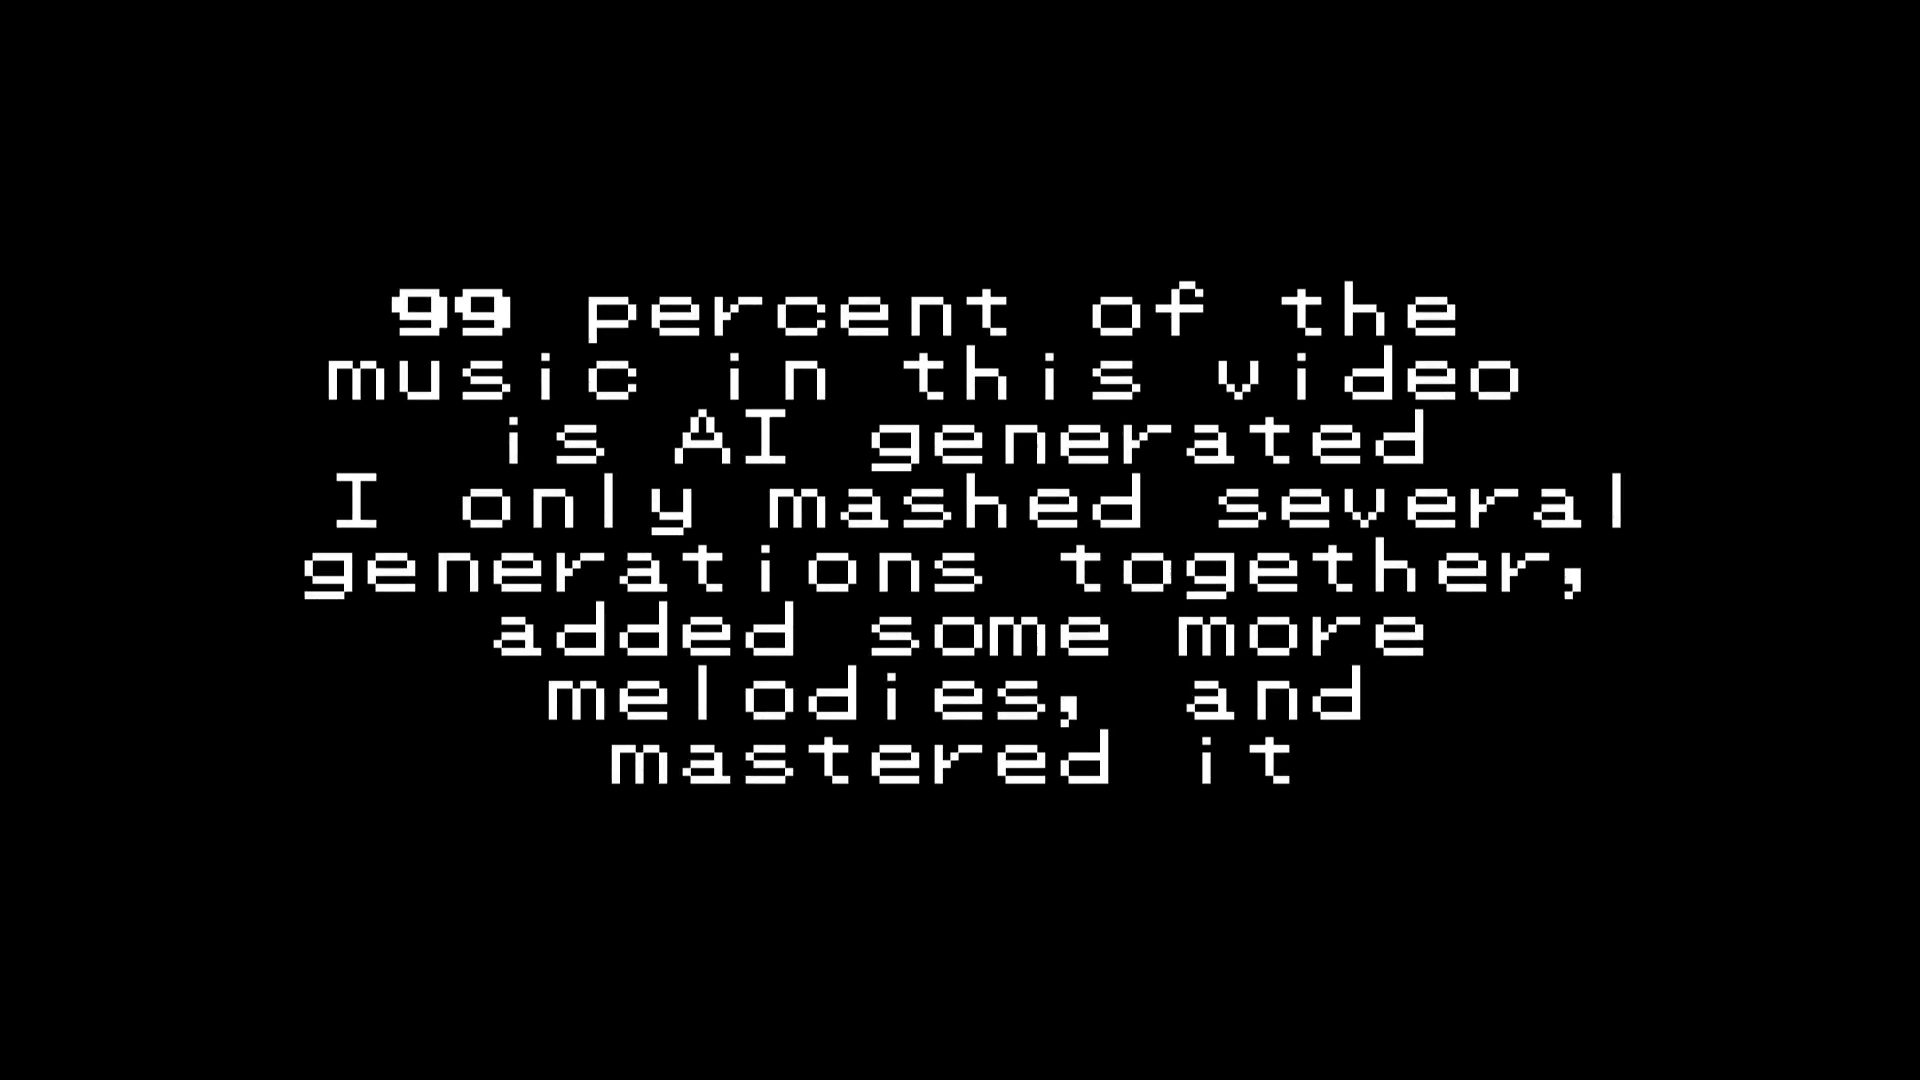 99 percent of the
music in this video
is AI generated
I only mashed several
generations together,
added some more
melodies, and
mastered it